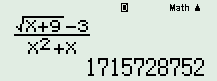 D Math ▲
√x+9-3
x²+x
1715728752